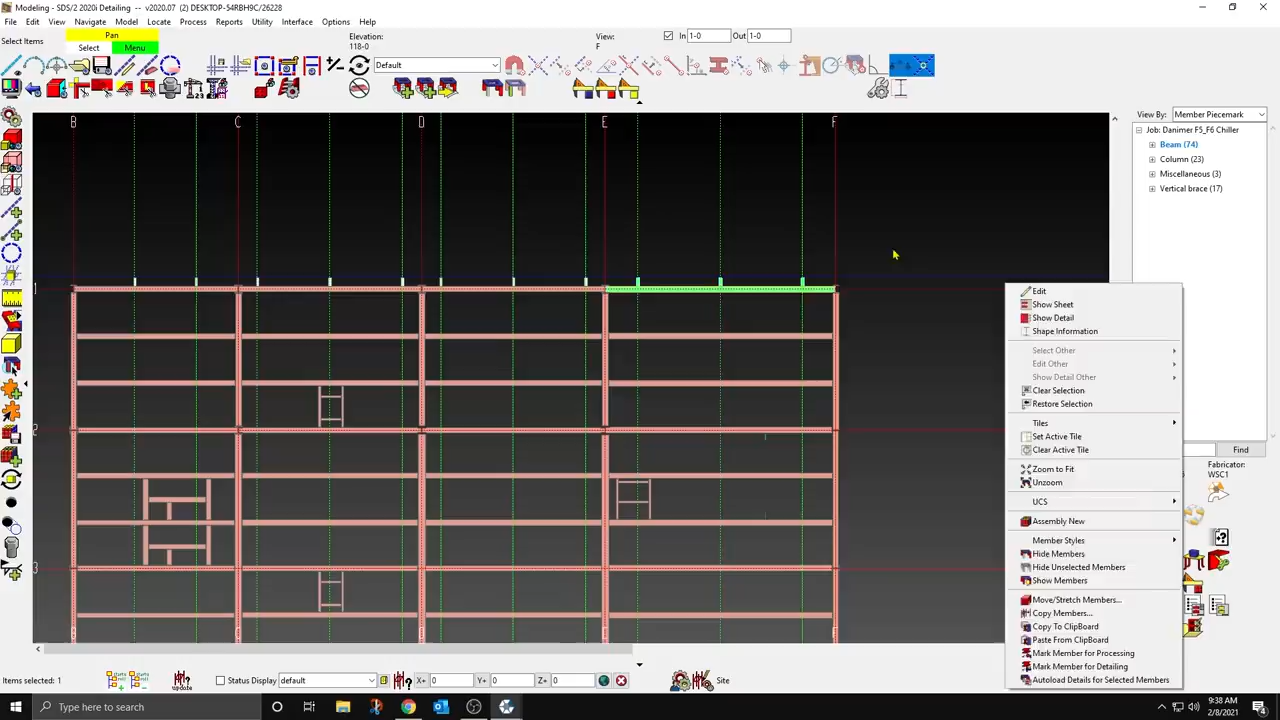 Modeling - SDS/2 2020i Detailing -- v2020.07 (2) DESKTOP-54RBH9C/26228
File Edit View Navigate Model Locate Process Reports Utility Interface Options Help
Select Items
Pan
Select Menu
Elevation:
118-0
View:
F
In 1-0 Out 1-0
Default
View By: Member Piecemark
Job: Danimer F5_F6 Chiller
Beam (74)
Column (23)
Miscellaneous (3)
Vertical brace (17)
B C D E F
Edit
Show Sheet
Show Detail
Shape Information
Select Other
Edit Other
Show Detail Other
Clear Selection
Restore Selection
Tiles
Set Active Tile
Clear Active Tile
Zoom to Fit
Unzoom
UCS
Assembly New
Member Styles
Hide Members
Hide Unselected Members
Show Members
Move/Stretch Members...
Copy Members...
Copy To ClipBoard
Paste From ClipBoard
Mark Member for Processing
Mark Member for Detailing
Autoload Details for Selected Members
Find
Fabricator:
WSC1
Items selected: 1
update
Status Display default
X+ 0 Y+ 0 Z+ 0
Site
Type here to search
9:38 AM
2/8/2021